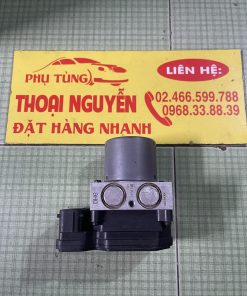 PHỤ TÙNG
LIÊN HỆ:
THOẠI NGUYỄN
02.466.599.788
0968.33.88.39
ĐẶT HÀNG NHANH